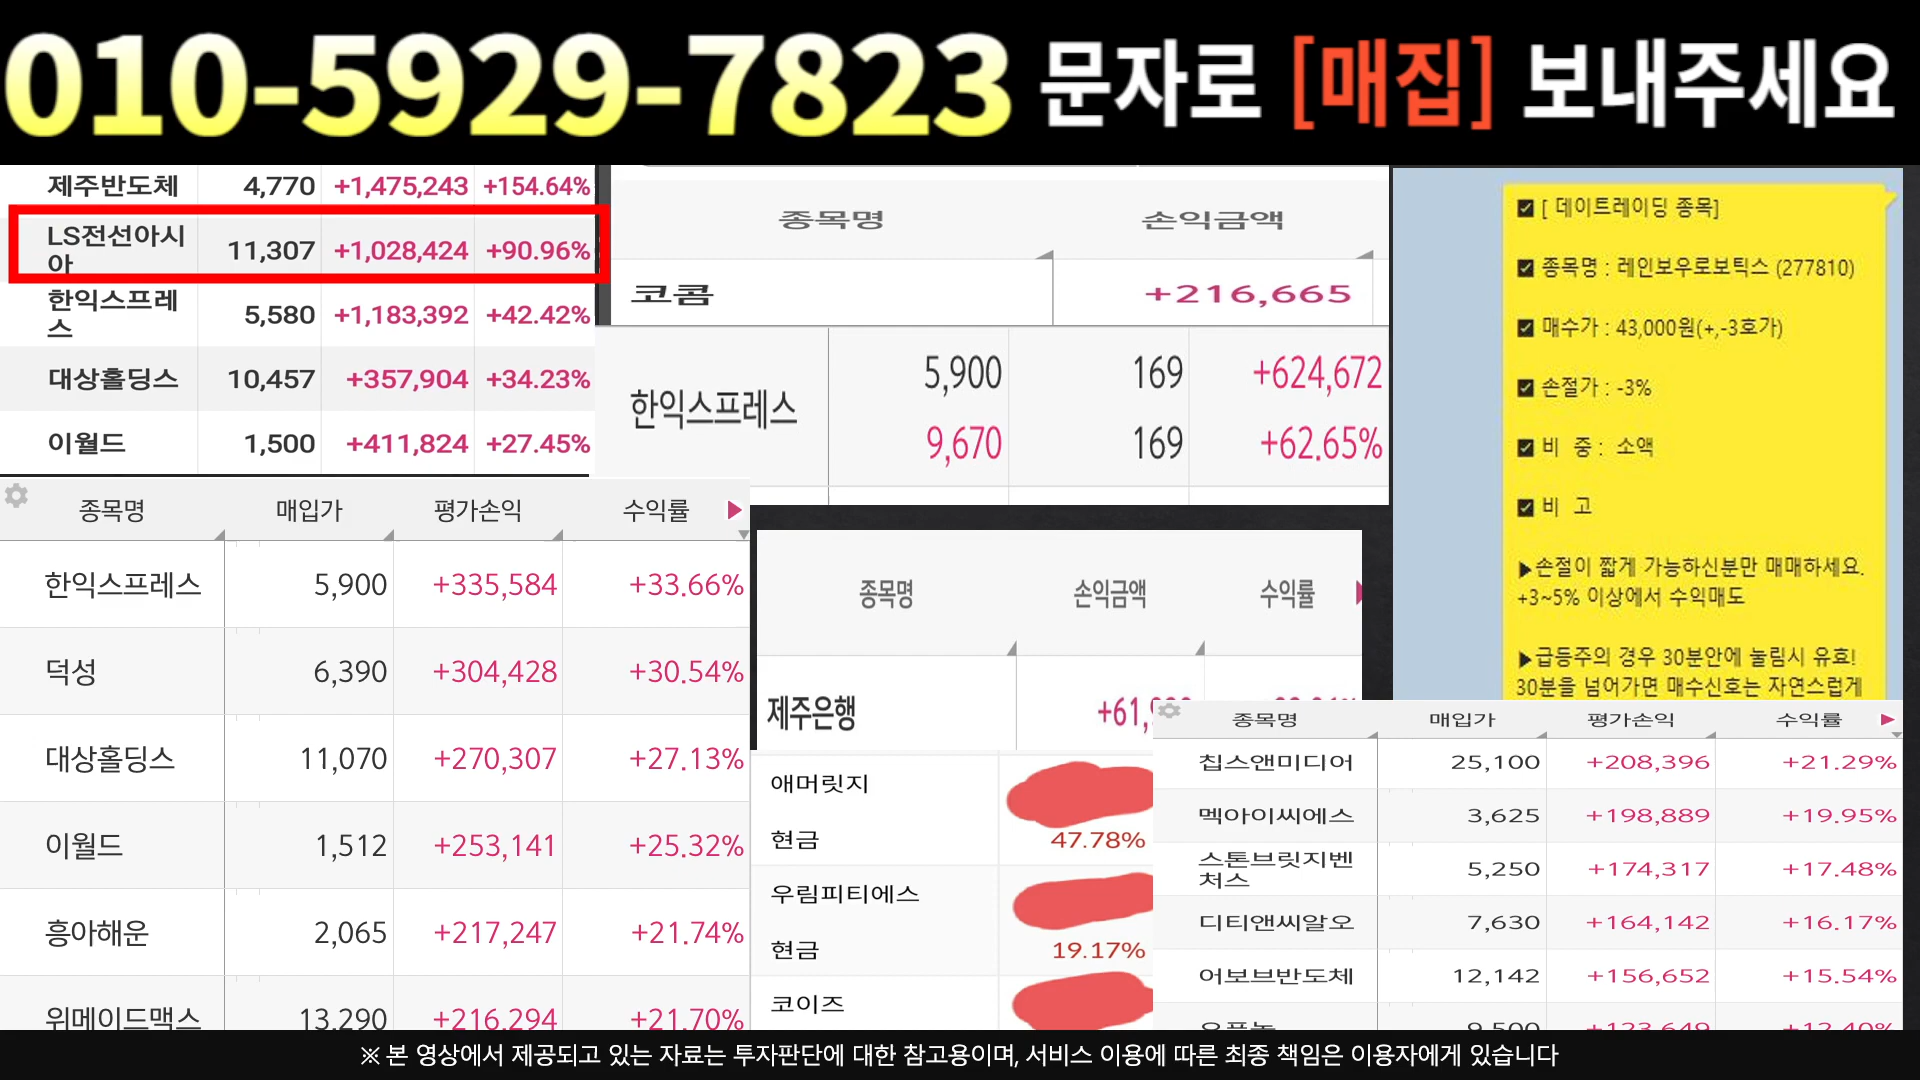 010-5929-7823 문자로 [매집] 보내주세요
제주반도체 4,770 +1,475,243 +154.64%
LS전선아시
아 11,307 +1,028,424 +90.96%
한익스프레
스 5,580 +1,183,392 +42.42%
대상홀딩스 10,457 +357,904 +34.23%
이월드 1,500 +411,824 +27.45%
종목명 손익금액
코콤 +216,665
한익스프레스 5,900 169 +624,672
9,670 169 +62.65%
[ 데이트레이딩 종목]
종목명 : 레인보우로보틱스 (277810)
매수가 : 43,000원(+,-3호가)
손절가 : -3%
비 중 : 소액
비 고
▶손절이 짧게 가능하신분만 매매하세요.
+3~5% 이상에서 수익매도
▶급등주의 경우 30분안에 눌림시 유효!
30분을 넘어가면 매수신호는 자연스럽게
종목명 매입가 평가손익 수익률
한익스프레스 5,900 +335,584 +33.66%
덕성 6,390 +304,428 +30.54%
대상홀딩스 11,070 +270,307 +27.13%
이월드 1,512 +253,141 +25.32%
흥아해운 2,065 +217,247 +21.74%
위메이드맥스 13,290 +216,294 +21.70%
종목명 손익금액 수익률
제주은행
애머릿지
현금 47.78%
우림피티에스
현금 19.17%
코이즈
종목명 매입가 평가손익 수익률
칩스앤미디어 25,100 +208,396 +21.29%
멕아이씨에스 3,625 +198,889 +19.95%
스톤브릿지벤
처스 5,250 +174,317 +17.48%
디티앤씨알오 7,630 +164,142 +16.17%
어보브반도체 12,142 +156,652 +15.54%
※ 본 영상에서 제공되고 있는 자료는 투자판단에 대한 참고용이며, 서비스 이용에 따른 최종 책임은 이용자에게 있습니다